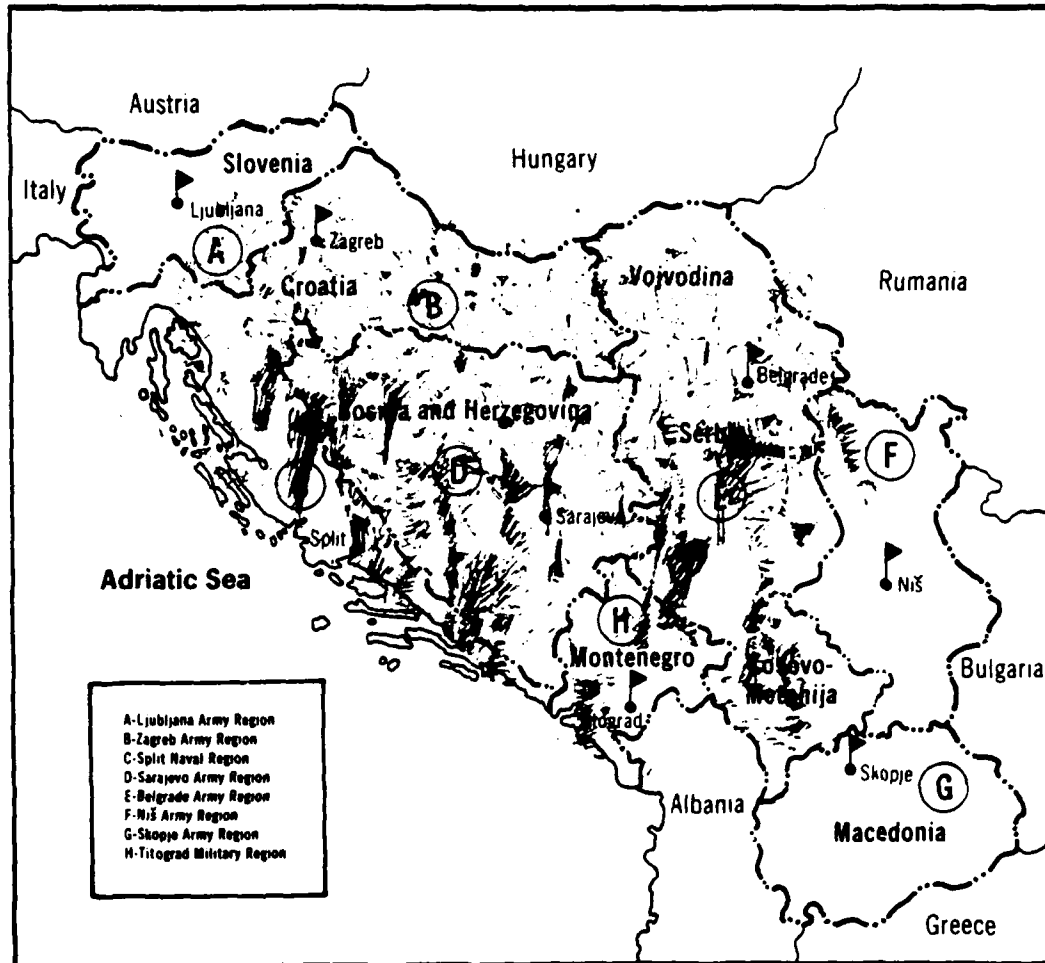 Austria
Slovenia
Hungary
Italy
Ljubljana
A
Zagreb
Croatia
B
Vojvodina
Rumania
Belgrade
Bosnia and Herzegovina
F
D
Sarajevo
Split
Adriatic Sea
Niš
H
Montenegro
Bulgaria
Skopje
G
Albania
Macedonia
Greece
A-Ljubljana Army Region
B-Zagreb Army Region
C-Split Naval Region
D-Sarajevo Army Region
E-Belgrade Army Region
F-Niš Army Region
G-Skopje Army Region
H-Titograd Military Region